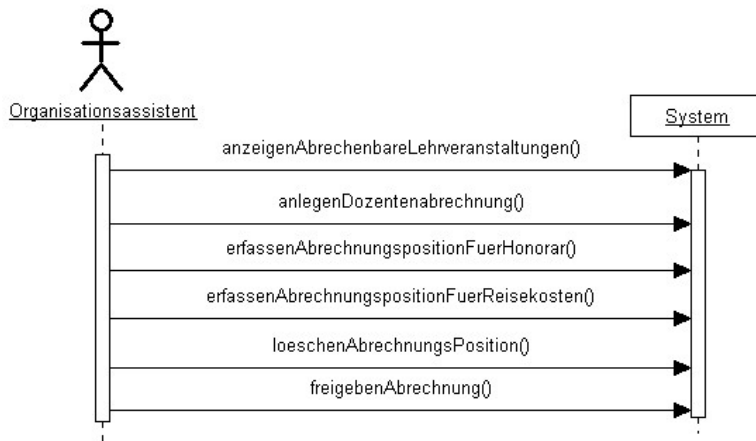 Organisationsassistent
System
anzeigenAbrechenbareLehrveranstaltungen()
anlegenDozentenabrechnung()
erfassenAbrechnungspositionFuerHonorar()
erfassenAbrechnungspositionFuerReisekosten()
loeschenAbrechnungsPosition()
freigebenAbrechnung()